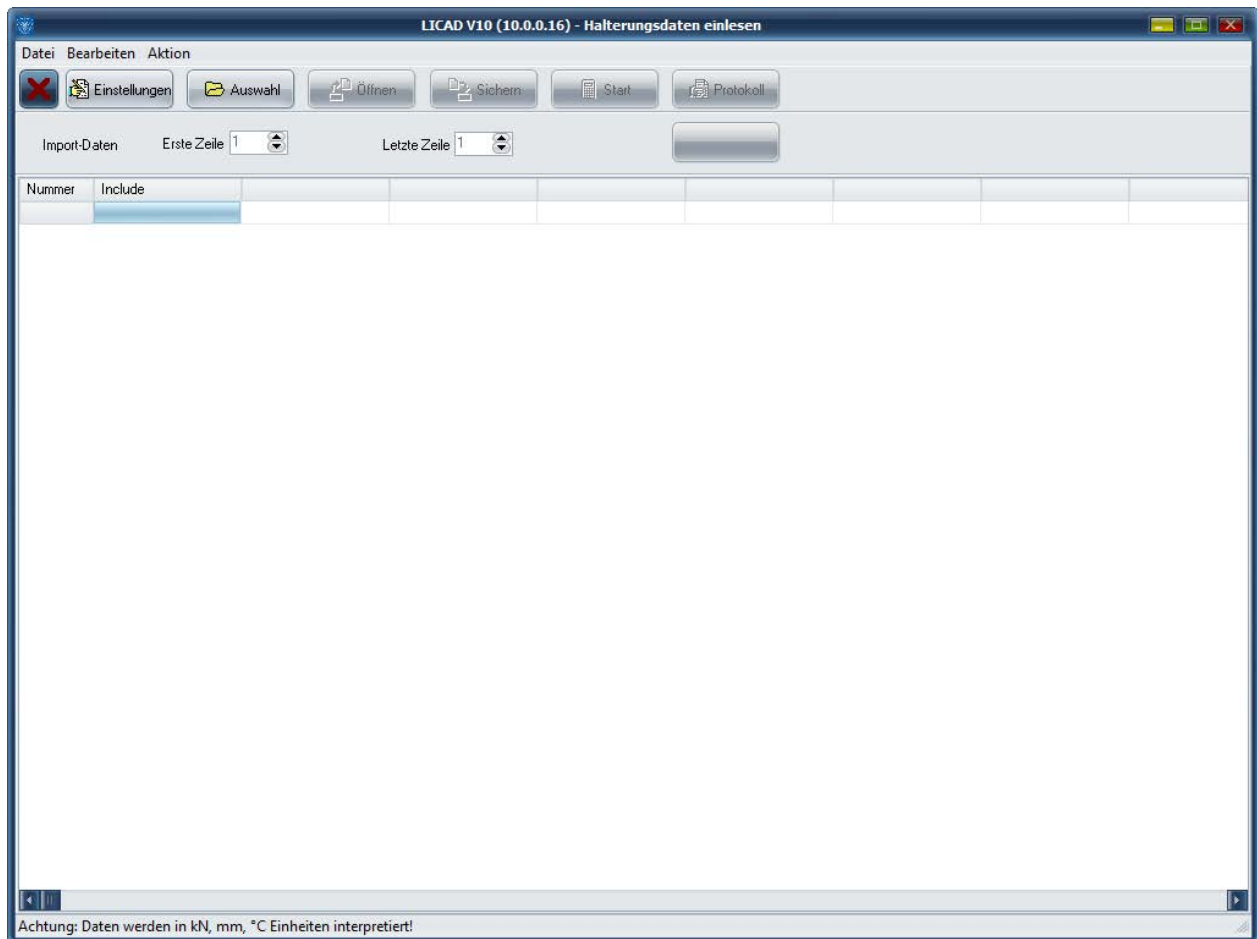 LICAD V10 (10.0.0.16) - Halterungsdaten einlesen
Datei Bearbeiten Aktion
Einstellungen Auswahl Öffnen Sichern Start Protokoll
Import-Daten Erste Zeile 1 Letzte Zeile 1
Nummer Include
Achtung: Daten werden in kN, mm, °C Einheiten interpretiert!